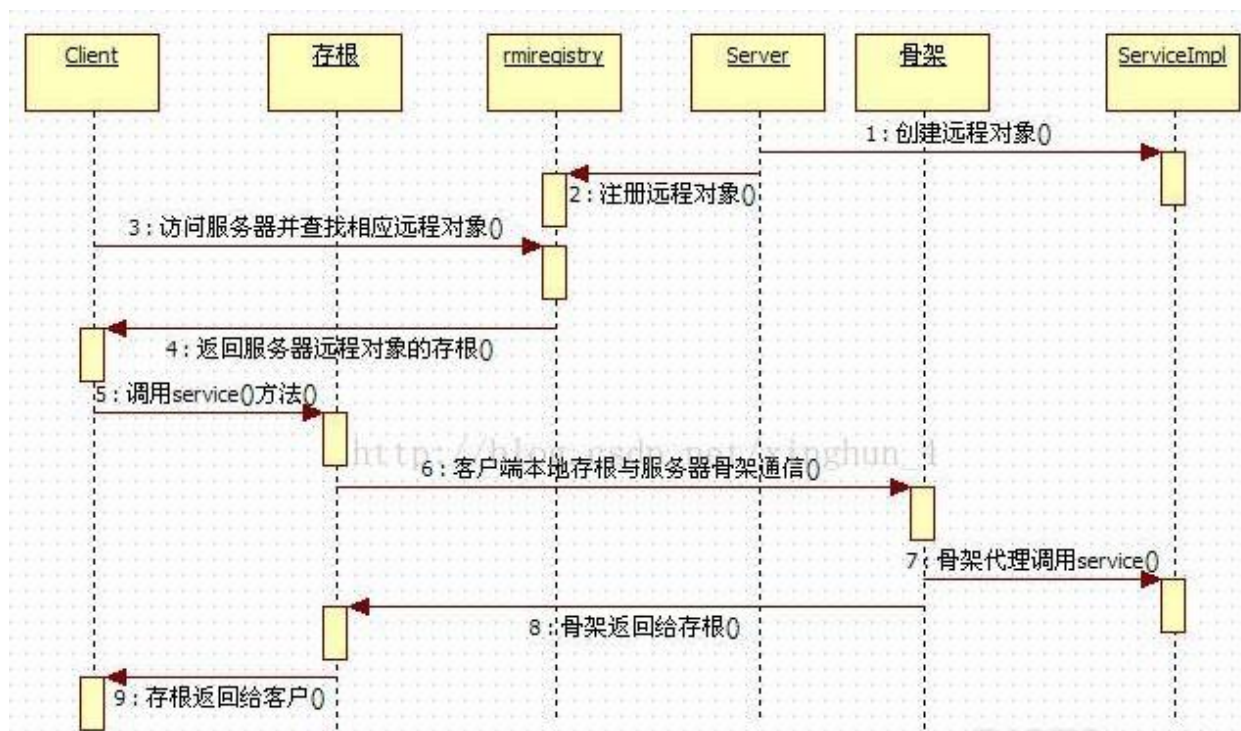 Client
存根
rmiregistry
Server
骨架
ServiceImpl
1 : 创建远程对象()
2 : 注册远程对象()
3 : 访问服务器并查找相应远程对象()
4 : 返回服务器远程对象的存根()
5 : 调用service()方法()
http://blog.csdn.net/xinghun_1
6 : 客户端本地存根与服务器骨架通信()
7 : 骨架代理调用service()
8 : 骨架返回给存根()
9 : 存根返回给客户()